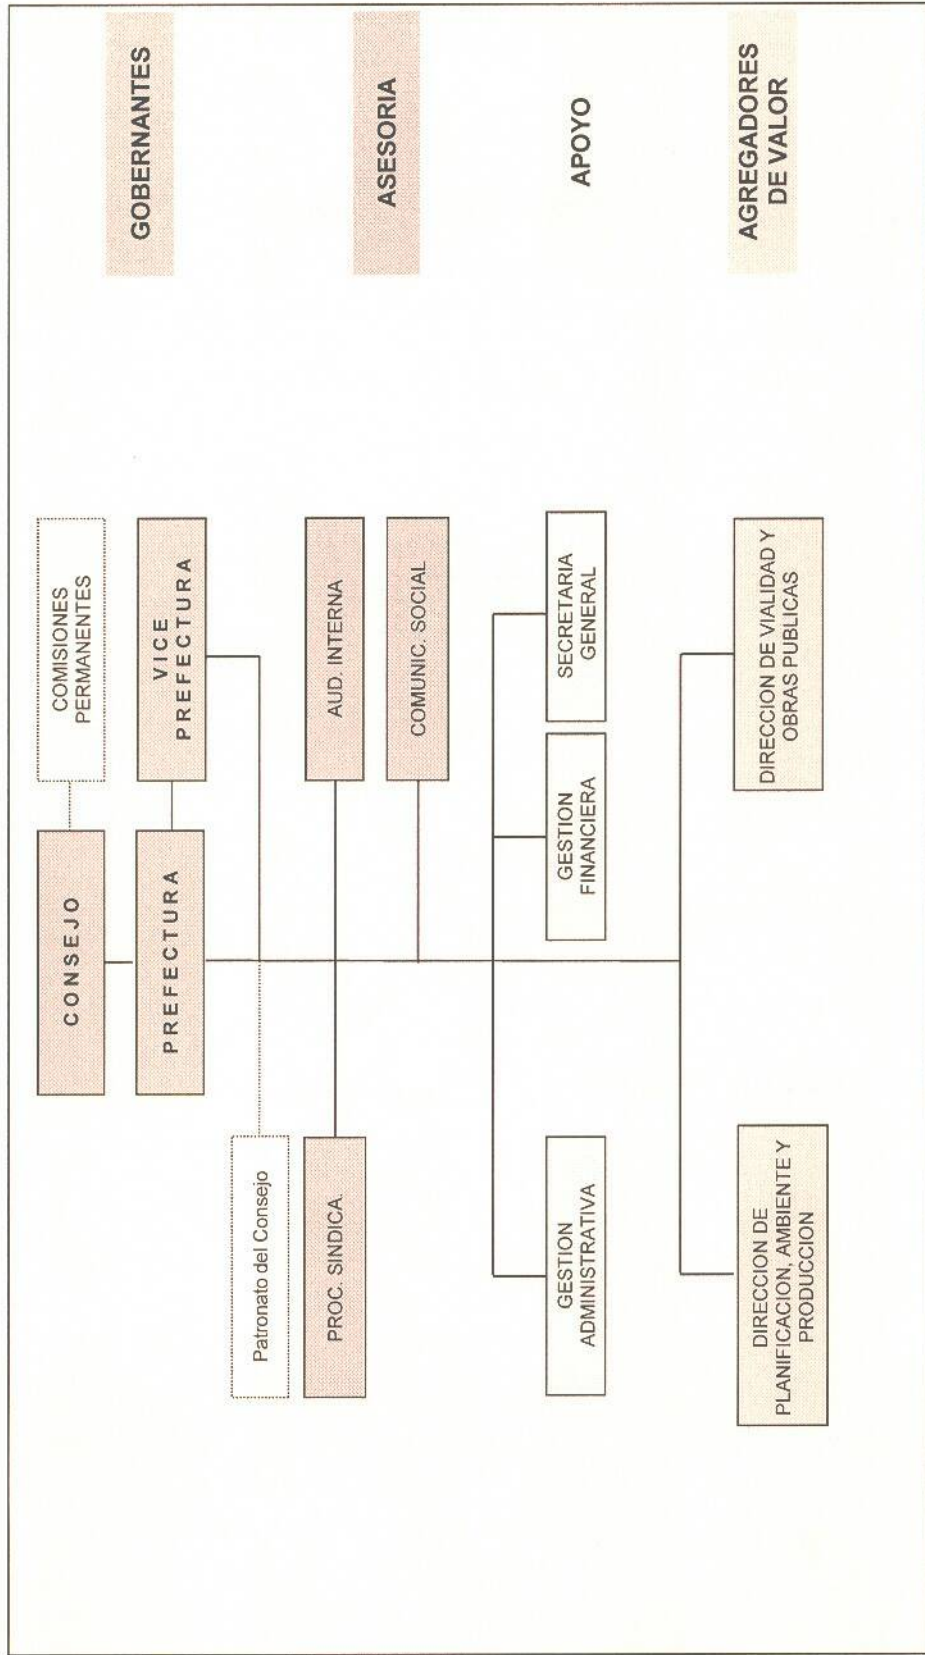 CONSEJO
COMISIONES
PERMANENTES
GOBERNANTES
PREFECTURA
VICE
PREFECTURA
Patronato del Consejo
PROC. SINDICA.
AUD. INTERNA
ASESORIA
COMUNIC. SOCIAL
GESTION
ADMINISTRATIVA
GESTION
FINANCIERA
SECRETARIA
GENERAL
APOYO
DIRECCION DE
PLANIFICACION, AMBIENTE Y
PRODUCCION
DIRECCION DE VIALIDAD Y
OBRAS PUBLICAS
AGREGADORES
DE VALOR